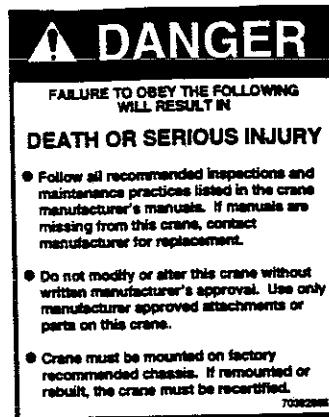 DANGER
FAILURE TO OBEY THE FOLLOWING
WILL RESULT IN
DEATH OR SERIOUS INJURY
● Follow all recommended inspections and
maintenance practices listed in the crane
manufacturer's manuals. If manuals are
missing from this crane, contact
manufacturer for replacement.
● Do not modify or alter this crane without
written manufacturer's approval. Use only
manufacturer approved attachments or
parts on this crane.
● Crane must be mounted on factory
recommended chassis. If remounted or
rebuilt, the crane must be recertified.